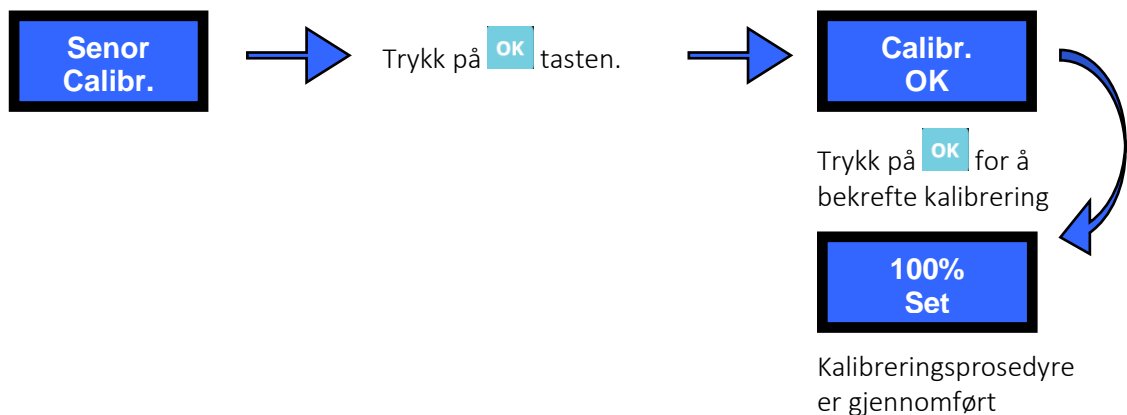 Senor
Calibr.
Trykk på OK tasten.
Calibr.
OK
Trykk på OK for å
bekrefte kalibrering
100%
Set
Kalibreringsprosedyre
er gjennomført